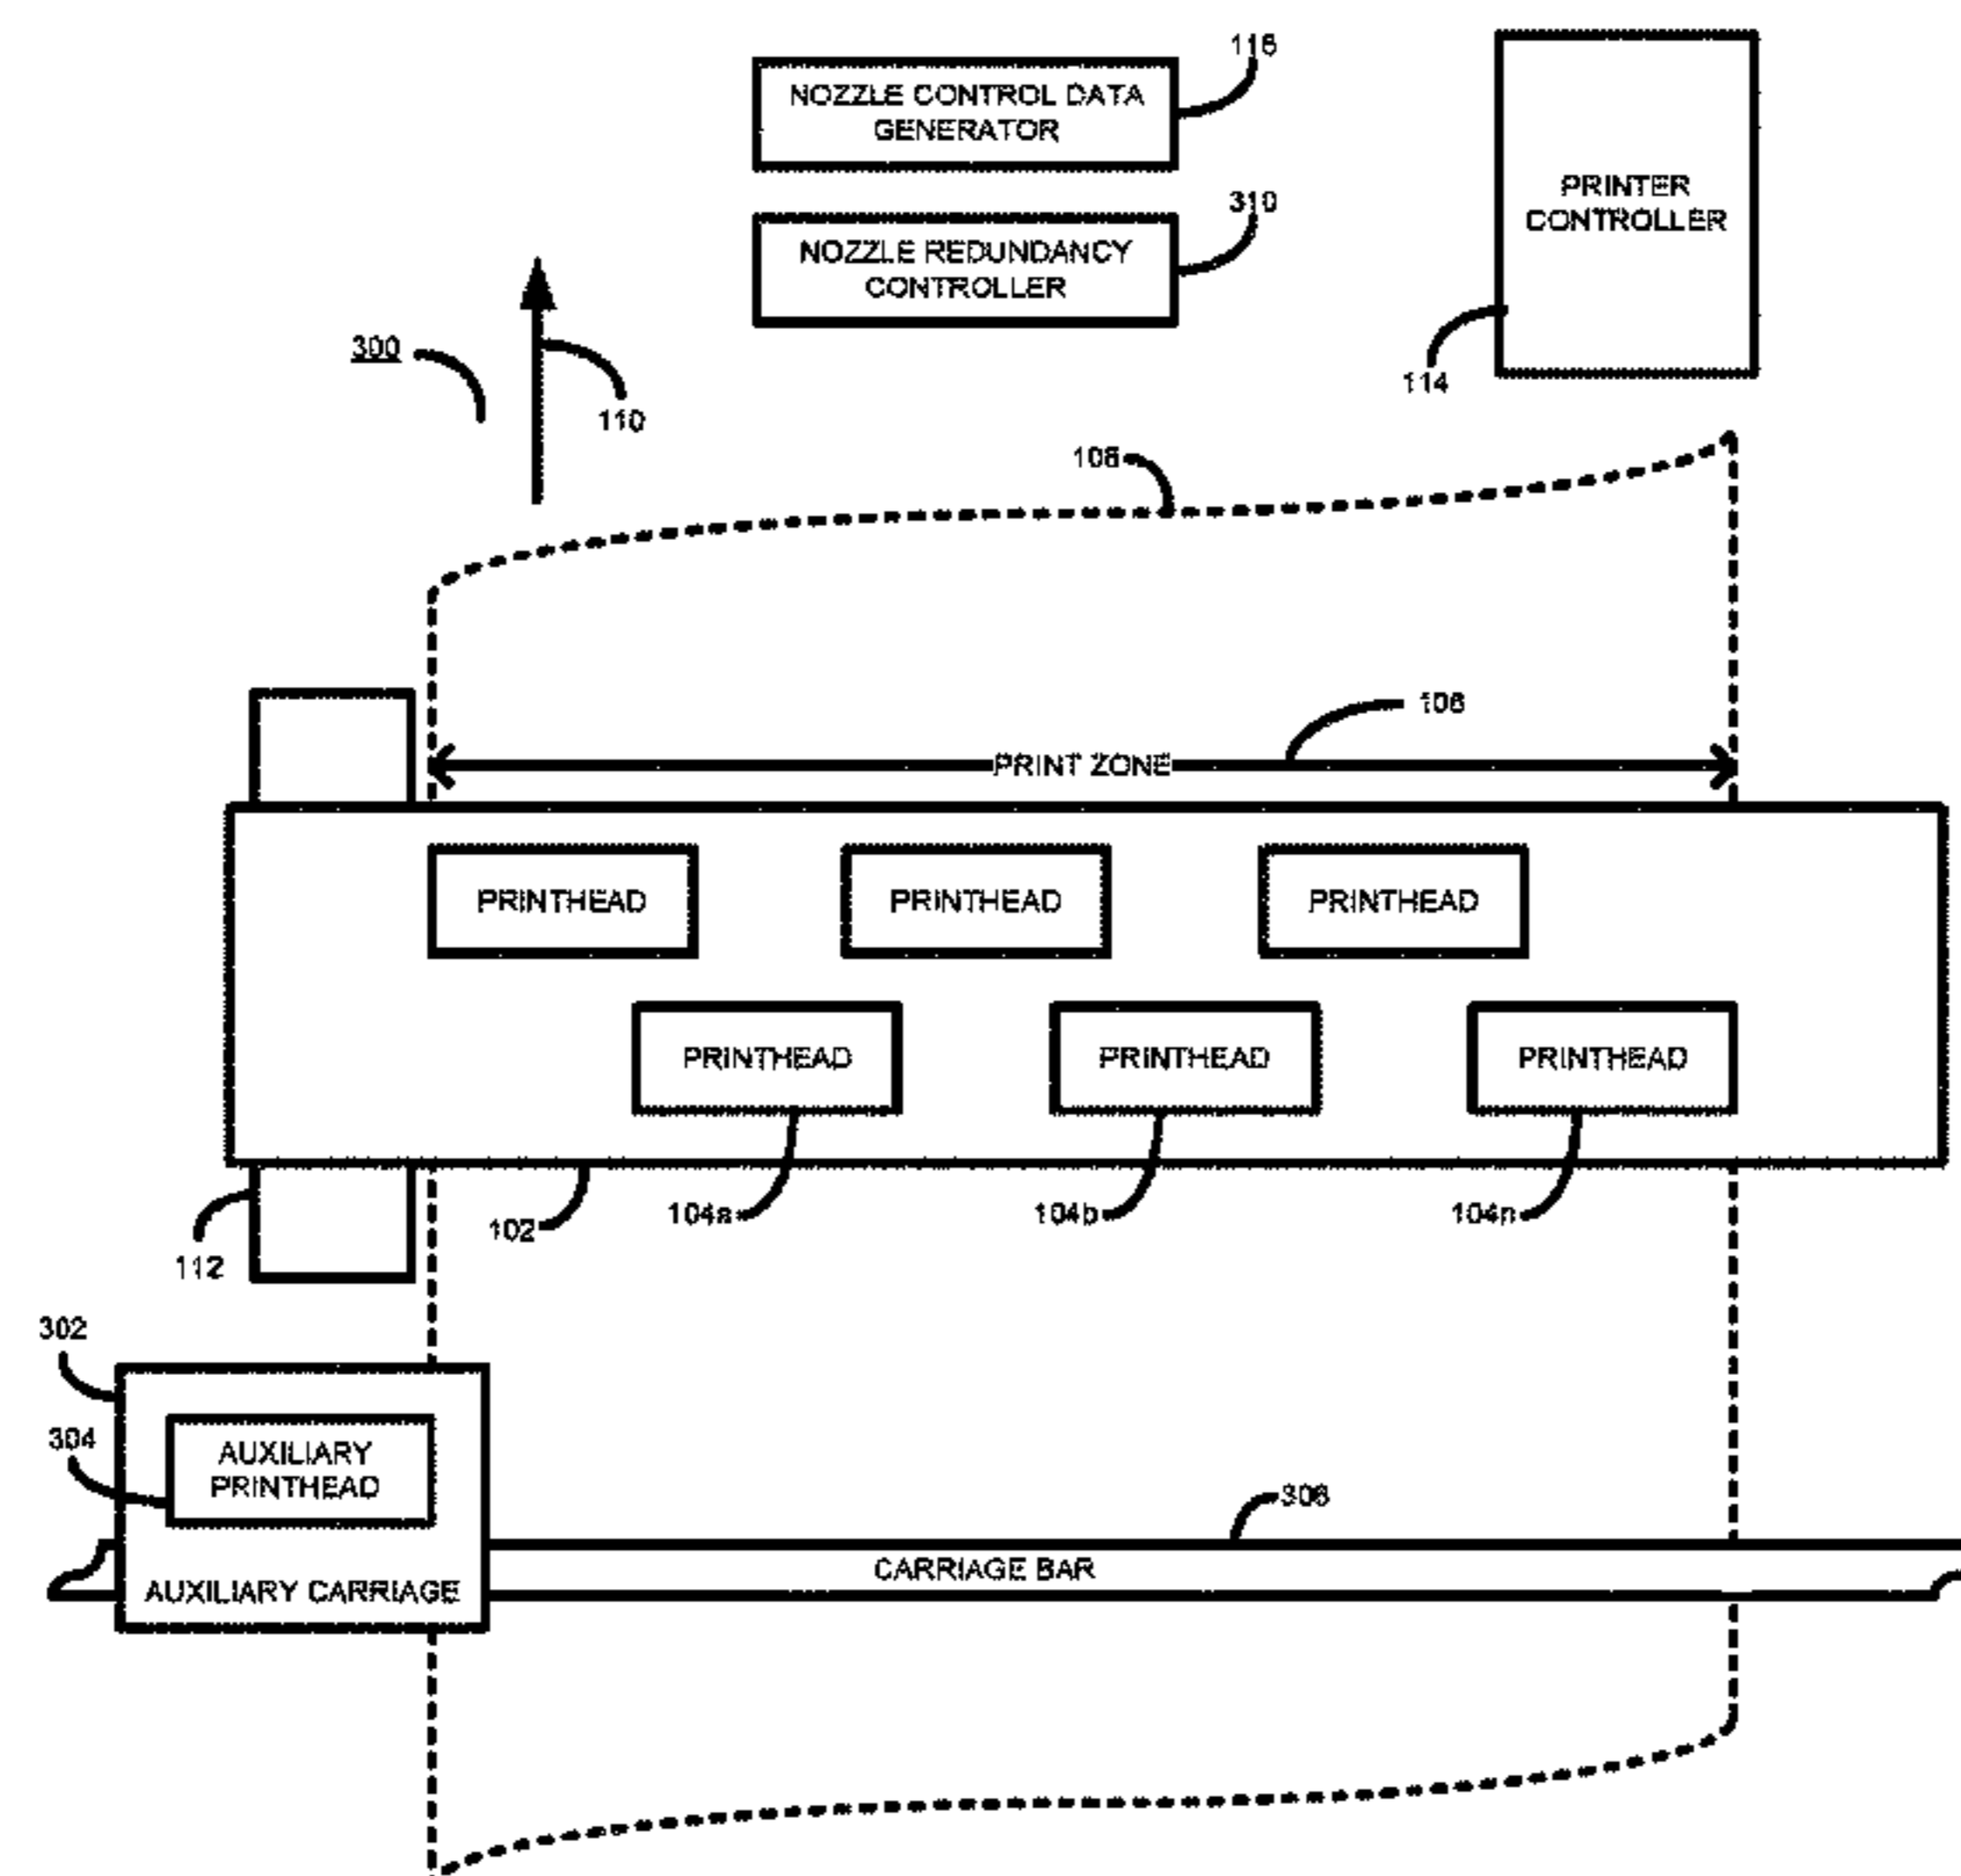 116
NOZZLE CONTROL DATA
GENERATOR
PRINTER
CONTROLLER
310
NOZZLE REDUNDANCY
CONTROLLER
300
114
110
108
106
PRINT ZONE
PRINTHEAD
PRINTHEAD
PRINTHEAD
PRINTHEAD
PRINTHEAD
PRINTHEAD
104a
104b
104n
102
112
302
304
AUXILIARY
PRINTHEAD
306
CARRIAGE BAR
AUXILIARY CARRIAGE